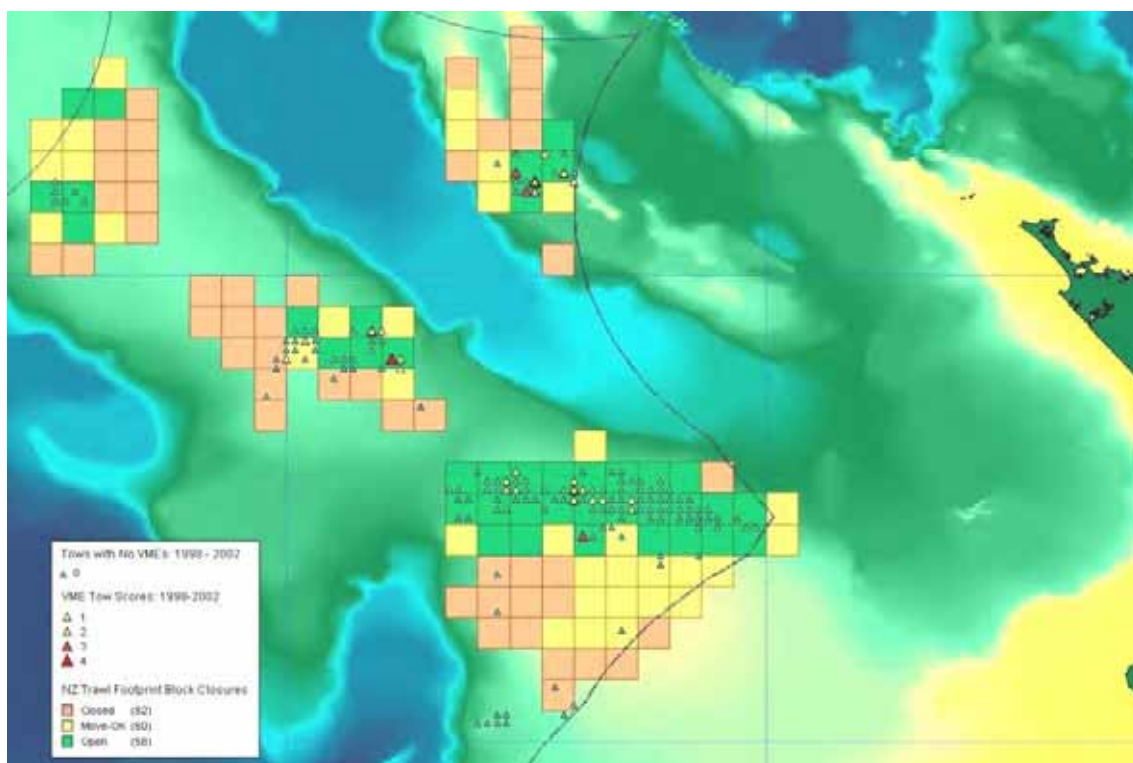 Tows with No VMEs: 1998 - 2002
0
VME Tow Scores: 1998-2002
1
2
3
4
NZ Trawl Footprint Block Closures
Closed (82)
Move-On (60)
Open (58)